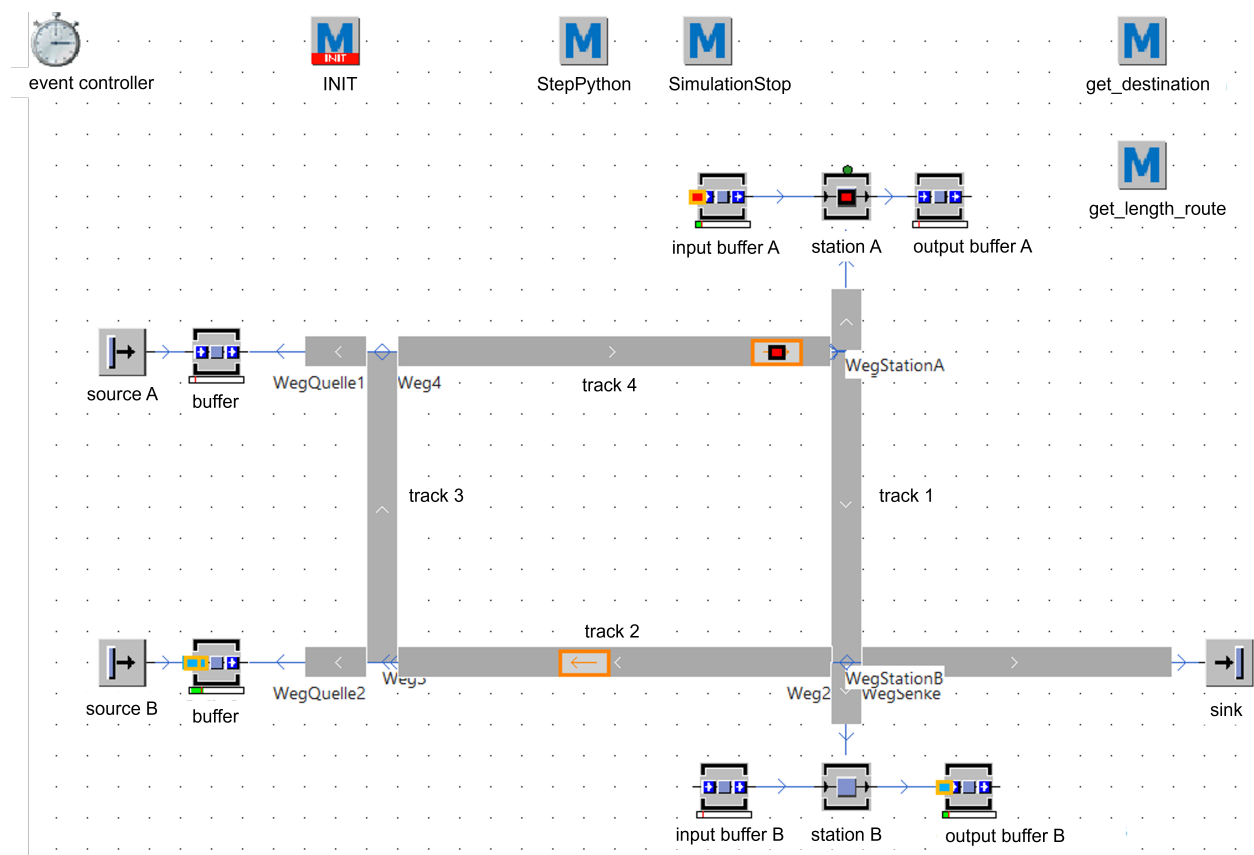 M
M
M
M
INIT
event controller
INIT
StepPython
SimulationStop
get_destination
M
get_length_route
input buffer A
station A
output buffer A
WegStationA
source A
buffer
WegQuelle1
Weg4
track 4
track 3
track 1
track 2
WegQuelle2
Weg3
Weg2
WegStationB
WegSenke
source B
buffer
sink
input buffer B
station B
output buffer B